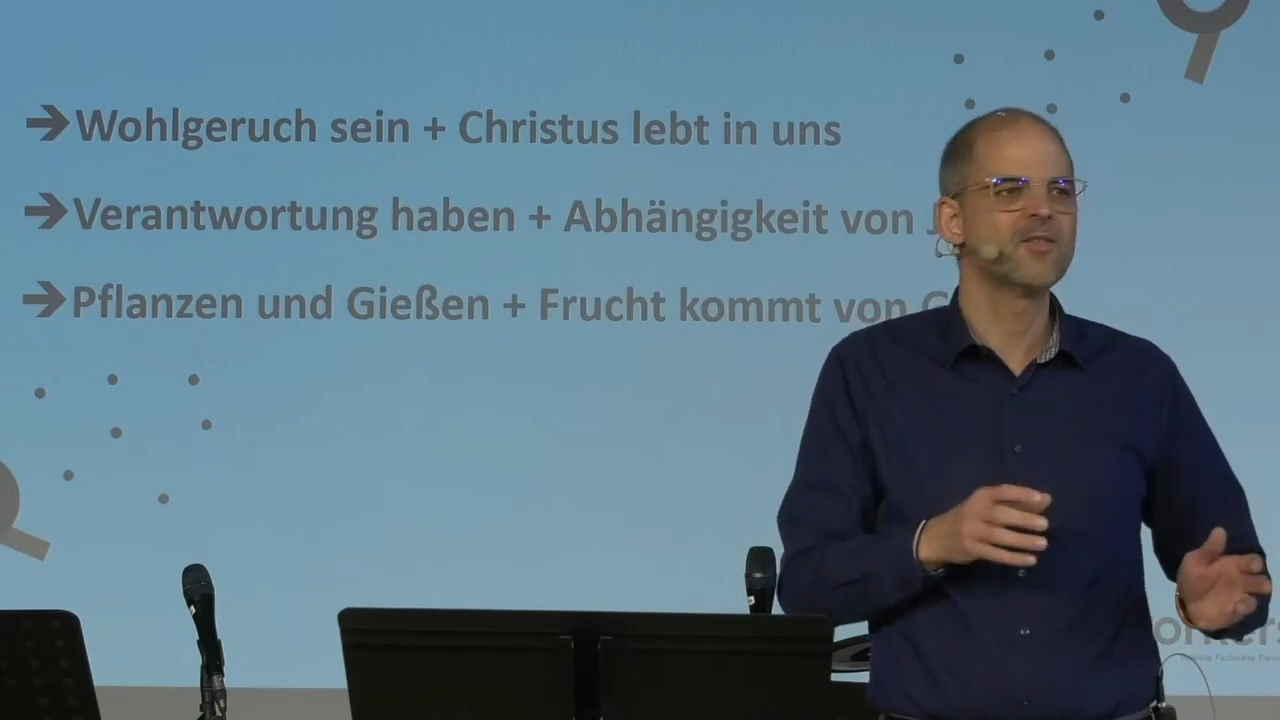 ➔Wohlgeruch sein + Christus lebt in uns
➔Verantwortung haben + Abhängigkeit von
➔Pflanzen und Gießen + Frucht kommt von